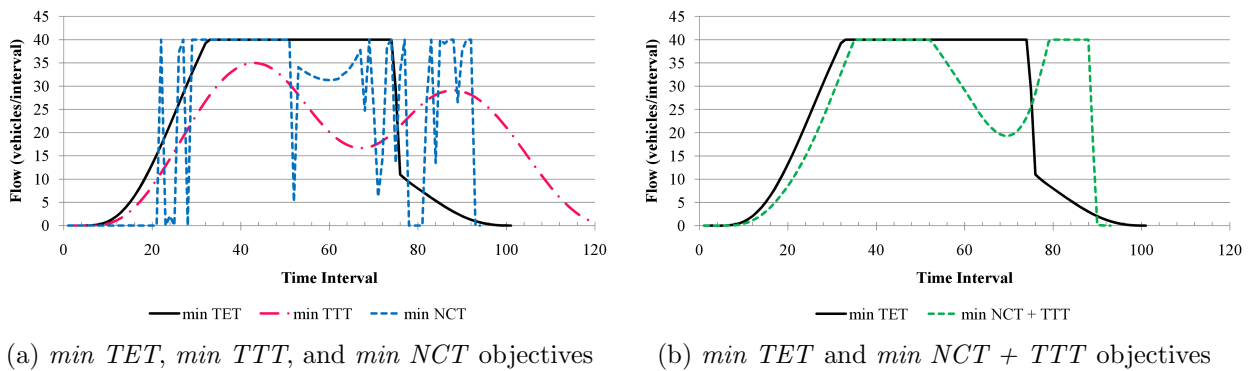 45
40
35
30
25
20
15
10
5
0
Flow (vehicles/interval)
0 20 40 60 80 100 120
Time Interval
min TET min TTT min NCT
(a) min TET, min TTT, and min NCT objectives
45
40
35
30
25
20
15
10
5
0
Flow (vehicles/interval)
0 20 40 60 80 100 120
Time Interval
min TET min NCT + TTT
(b) min TET and min NCT + TTT objectives